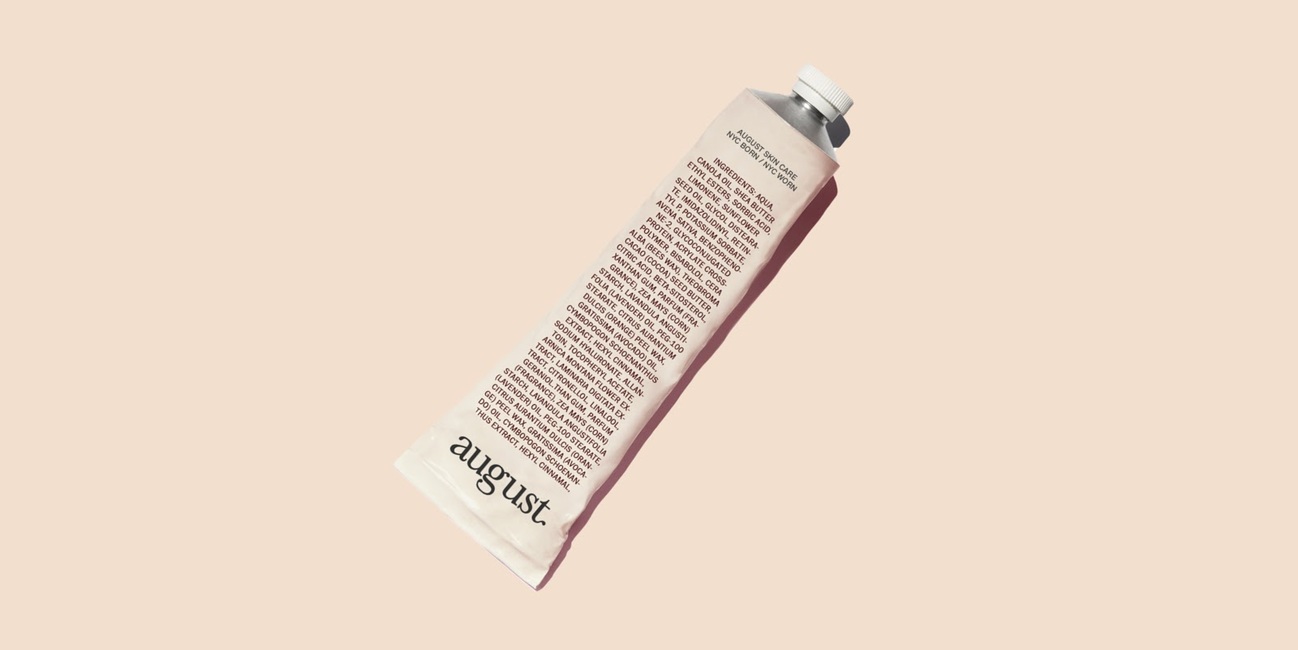 AUGUST SKIN CARE
NYC BORN / NYC WORN
INGREDIENTS: AQUA,
CANOLA OIL, SHEA BUTTER
ETHYL ESTERS, SORBIC ACID,
LIMONENE, SUNFLOWER
SEED OIL, GLYCOL DISTEARA-
TE, IMIDAZOLIDINYL, RETIN-
TYL P, POTASSIUM SORBATE,
AVENA SATIVA, BENZOPHENO-
NE-2, GLYCOCONJUGATED
PROTEIN, ACRYLATE CROSS-
POLYMER, BISABOLOL, CERA
ALBA (BEES WAX), THEOBROMA
CACAO (COCOA) SEED BUTTER,
CITRIC ACID, BETA-SITOSTEROL,
XANTHAN GUM, PARFUM (FRA-
GRANCE), ZEA MAYS (CORN)
STARCH, LAVANDULA ANGUSTI-
FOLIA (LAVENDER) OIL, PEG-100
STEARATE, CITRUS AURANTIUM
DULCIS (ORANGE) PEEL WAX,
GRATISSIMA (AVOCADO) OIL,
CYMBOPOGON SCHOENANTHUS
EXTRACT, HEXYL CINNAMAL,
SODIUM HYALURONATE, ALLAN-
TOIN, TOCOPHERYL ACETATE,
ARNICA MONTANA FLOWER EX-
TRACT, LAMINARIA DIGITATA EX-
TRACT, CITRONELLOL, LINALOOL,
GERANIOL.THAN GUM, PARFUM
(FRAGRANCE), ZEA MAYS (CORN)
STARCH, LAVANDULA ANGUSTIFOLIA
(LAVENDER) OIL, PEG-100 STEARATE,
CITRUS AURANTIUM DULCIS (ORAN-
GE) PEEL WAX, GRATISSIMA (AVOCA-
DO) OIL, CYMBOPOGON SCHOENAN-
THUS EXTRACT, HEXYL CINNAMAL,
august